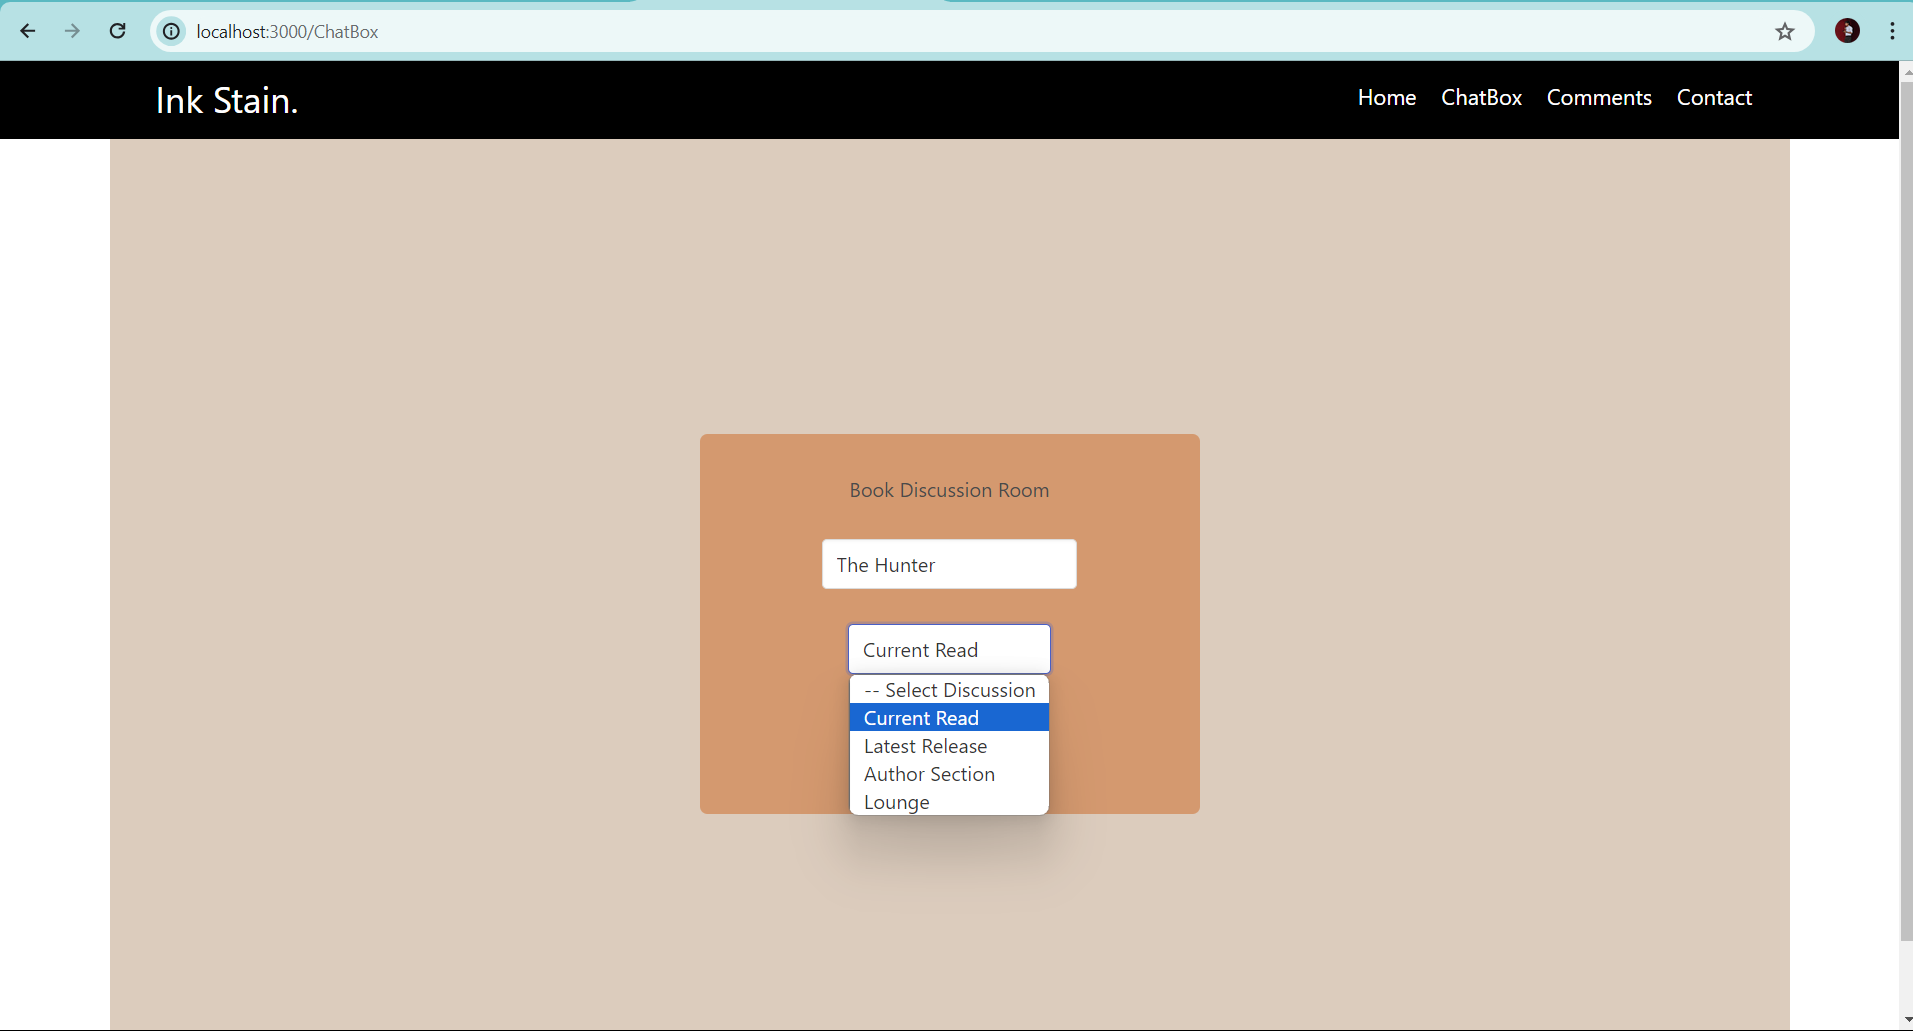 localhost:3000/ChatBox
Ink Stain.
Home ChatBox Comments Contact
Book Discussion Room
The Hunter
Current Read
-- Select Discussion
Current Read
Latest Release
Author Section
Lounge